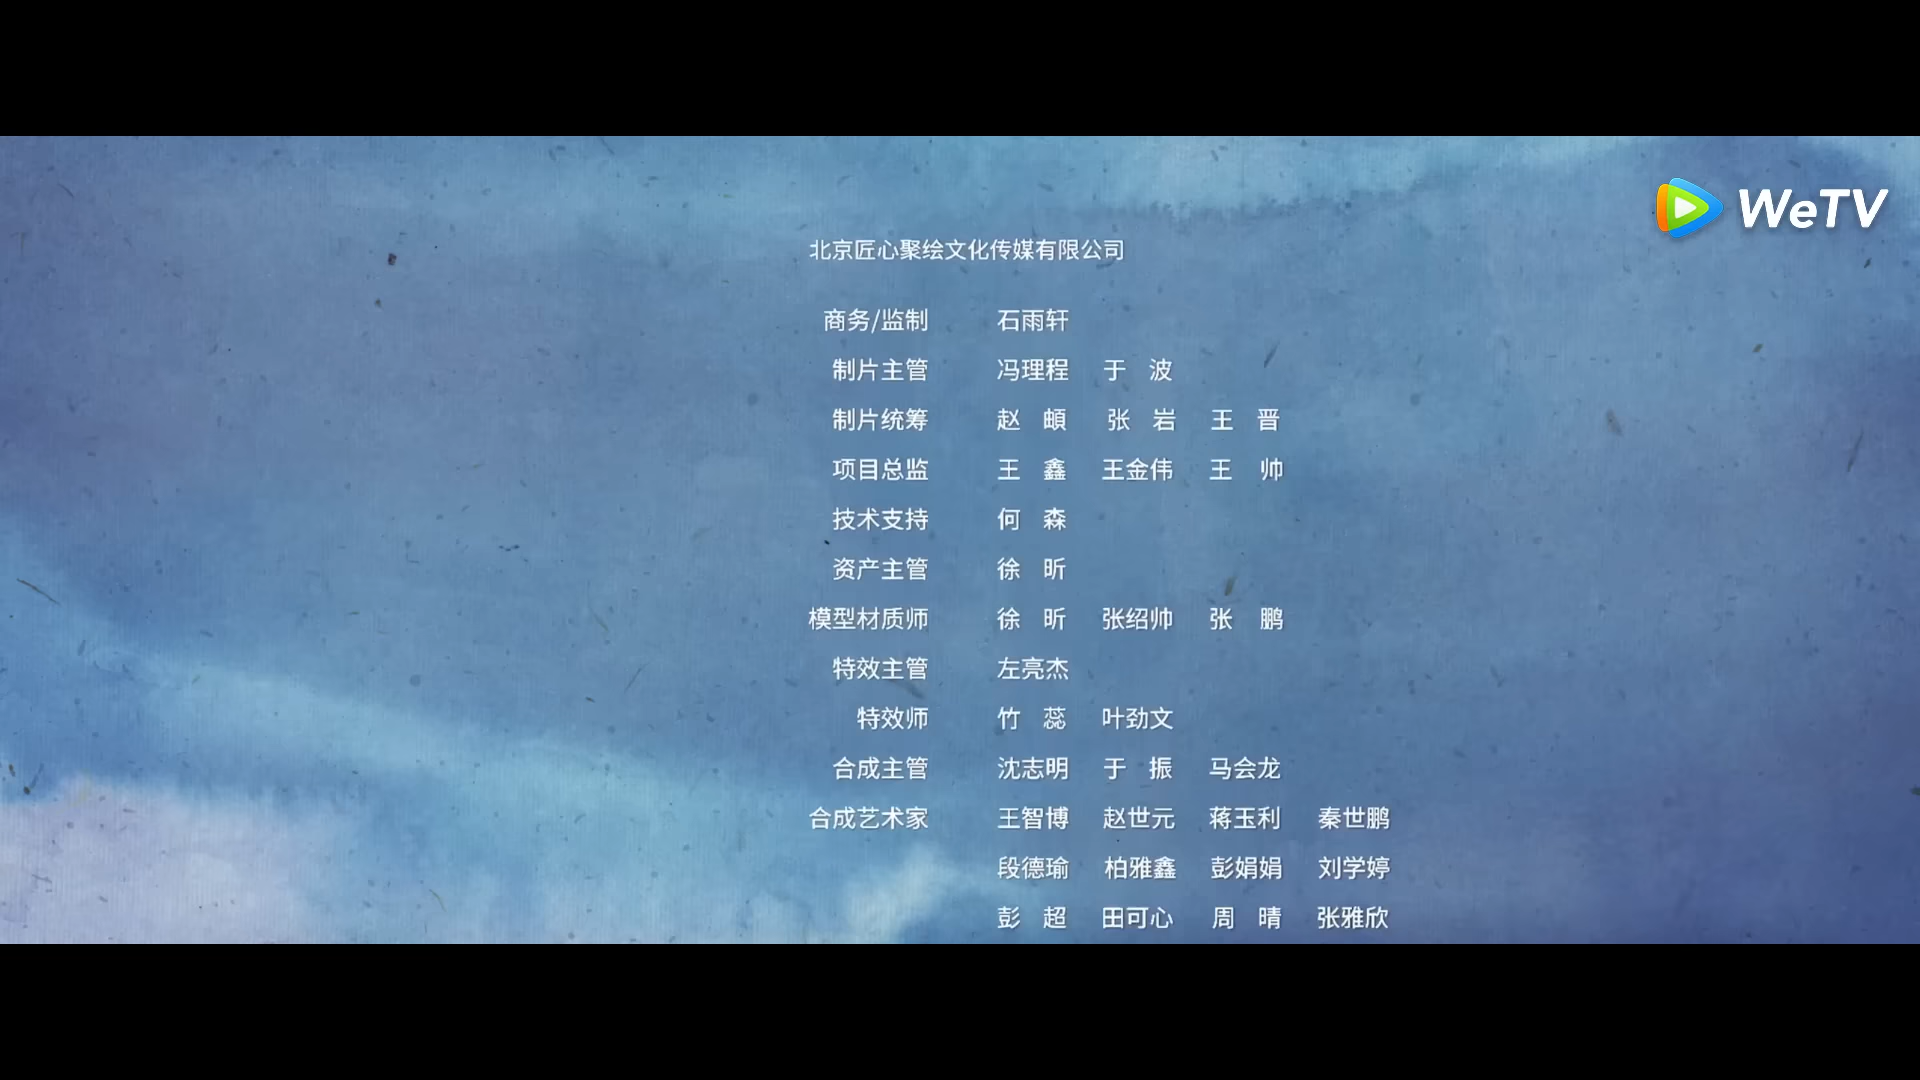 WeTV
北京匠心聚绘文化传媒有限公司
商务/监制 石雨轩
制片主管 冯理程 于 波
制片统筹 赵 頔 张 岩 王 晋
项目总监 王 鑫 王金伟 王 帅
技术支持 何 森
资产主管 徐 昕
模型材质师 徐 昕 张绍帅 张 鹏
特效主管 左亮杰
特效师 竹 蕊 叶劲文
合成主管 沈志明 于 振 马会龙
合成艺术家 王智博 赵世元 蒋玉利 秦世鹏
段德瑜 柏雅鑫 彭娟娟 刘学婷
彭 超 田可心 周 晴 张雅欣